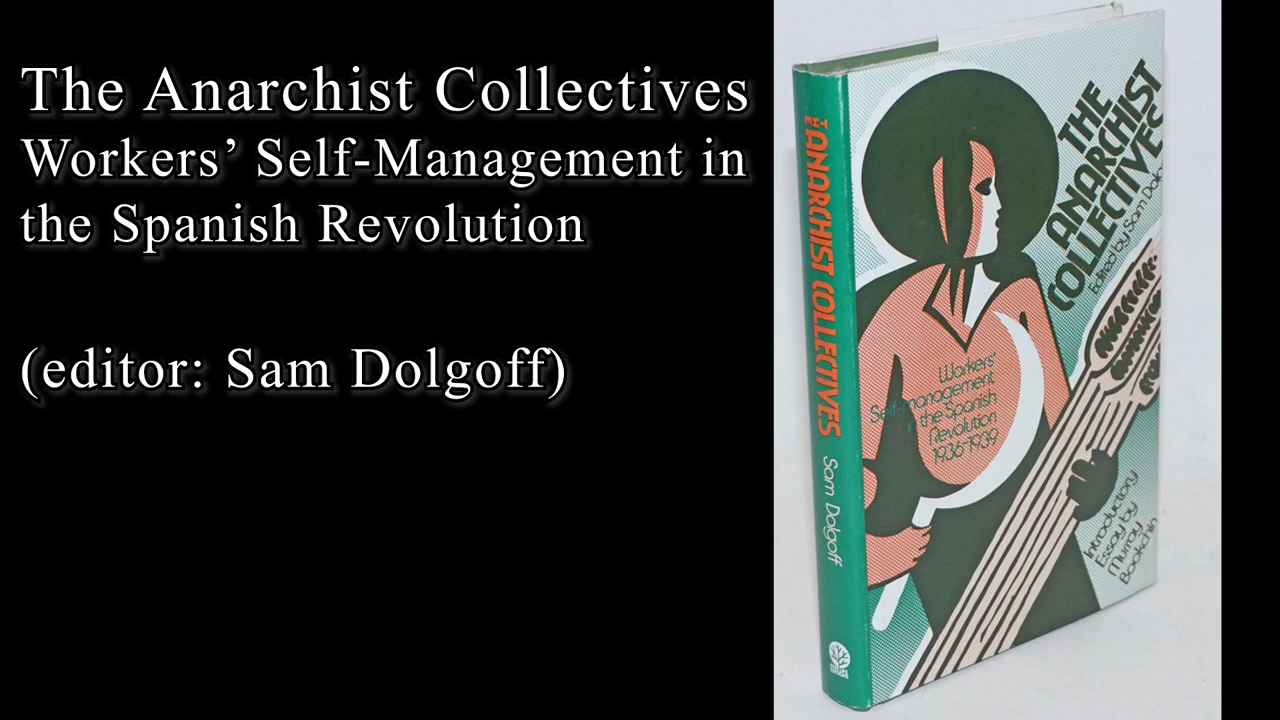 The Anarchist Collectives
Workers’ Self-Management in
the Spanish Revolution
(editor: Sam Dolgoff)
THE
ANARCHIST COLLECTIVES
Sam Dolgoff
THE
ANARCHIST
COLLECTIVES
Edited by Sam
Workers'
Self-management
in the Spanish
Revolution
1936-1939
Introductory
Essay by
Murray
Bookchin